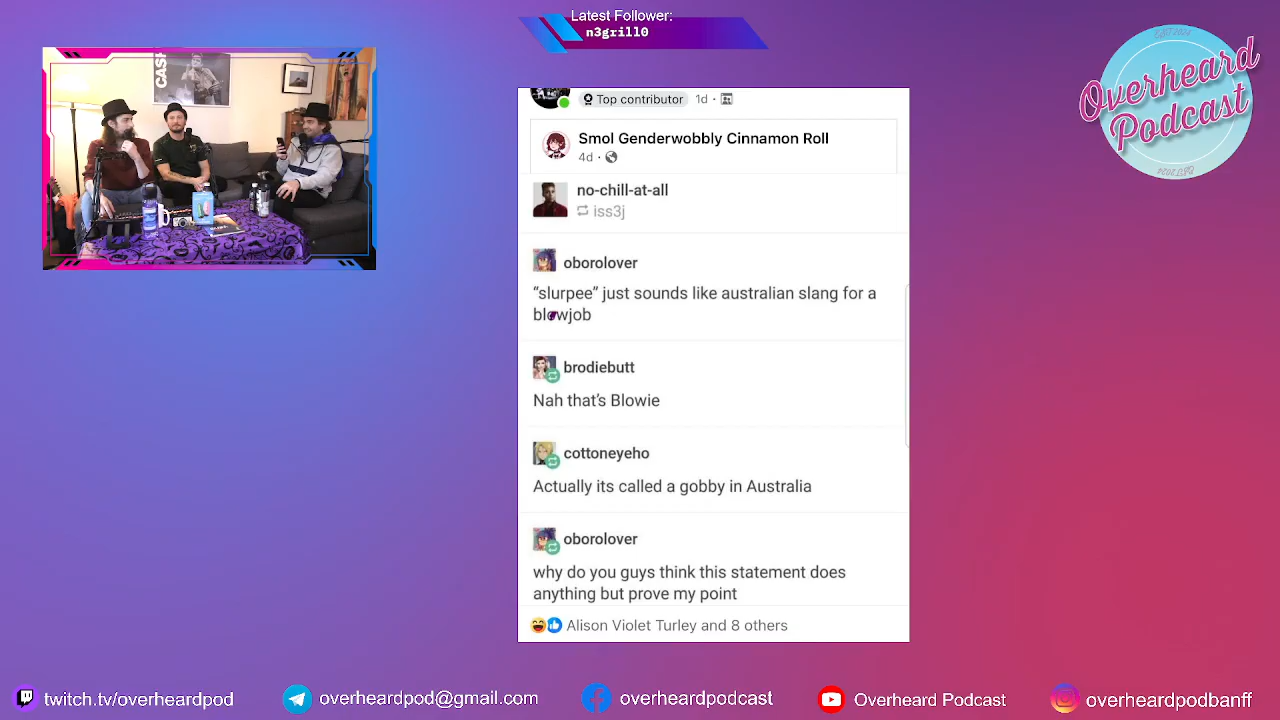 Latest Follower:
n3grill0
CASH
Overheard
Podcast
Top contributor 1d ·
Smol Genderwobbly Cinnamon Roll
4d ·
no-chill-at-all
iss3j
oborolover
“slurpee” just sounds like australian slang for a
blowjob
brodiebutt
Nah that's Blowie
cottoneyeho
Actually its called a gobby in Australia
oborolover
why do you guys think this statement does
anything but prove my point
Alison Violet Turley and 8 others
twitch.tv/overheardpod
overheardpod@gmail.com
overheardpodcast
Overheard Podcast
overheardpodbanff